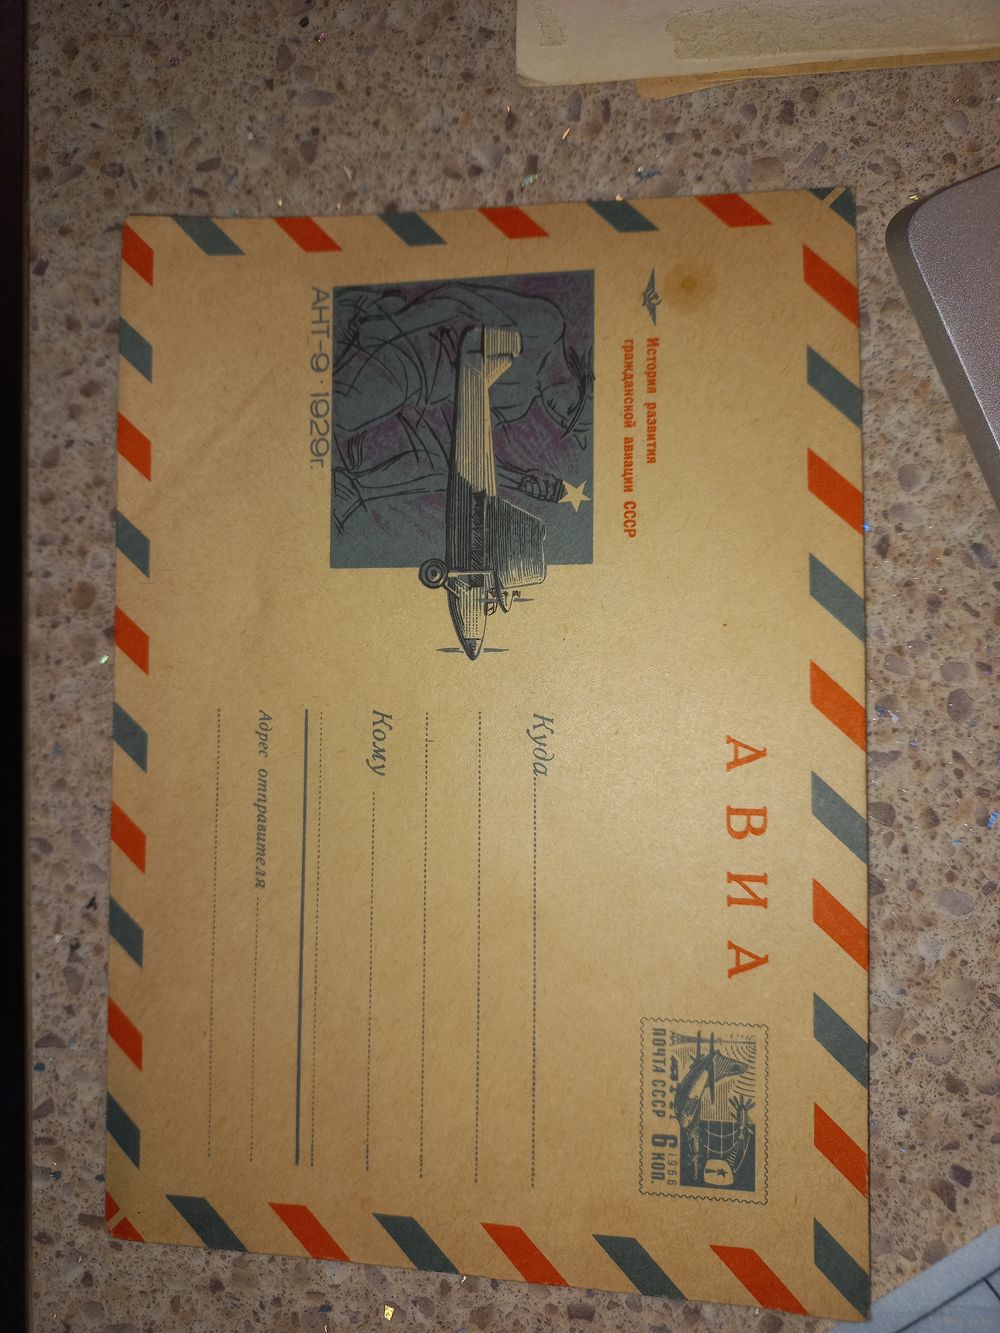 АВИА
История развития
гражданской авиации СССР
АНТ-9·1929г.
ПОЧТА СССР
1966
6 КОП.
Куда
Кому
Адрес отправителя